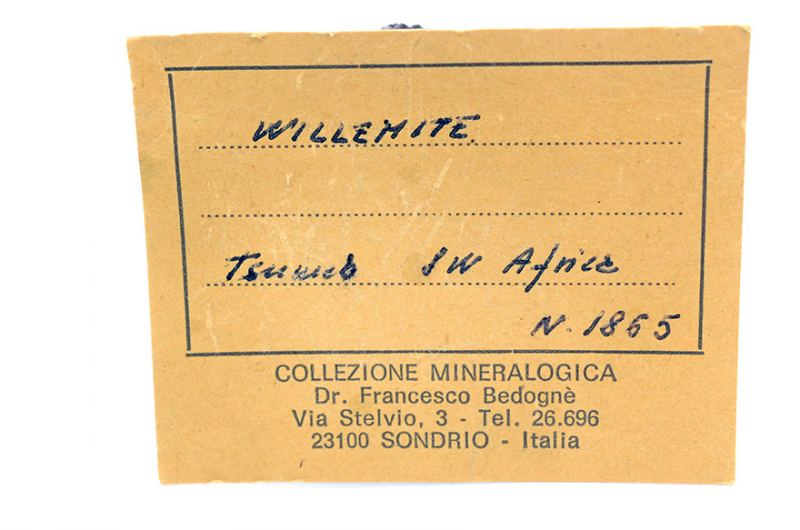 WILLEMITE
Tsumeb SW Africa
N. 1865
COLLEZIONE MINERALOGICA
Dr. Francesco Bedognè
Via Stelvio, 3 - Tel. 26.696
23100 SONDRIO - Italia